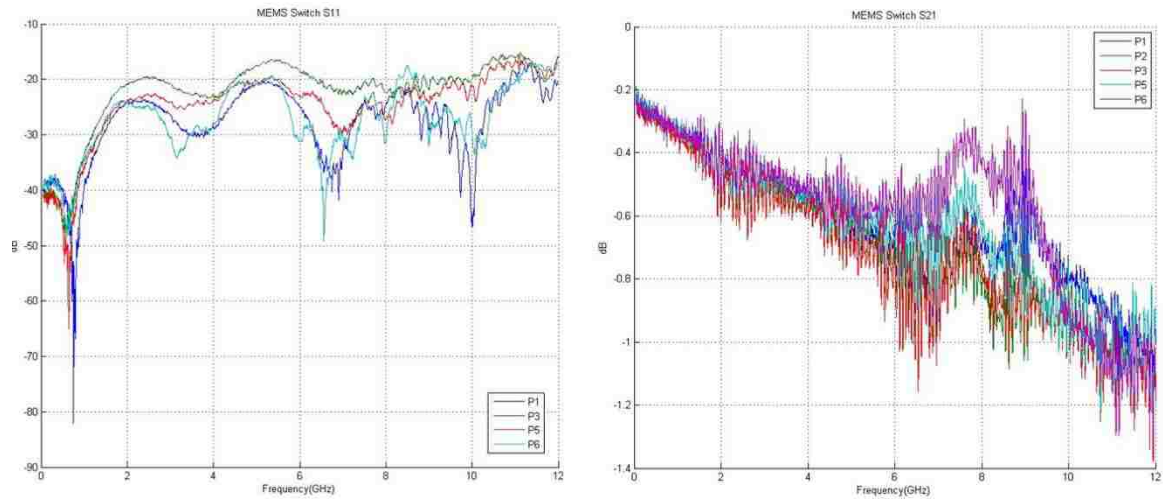 MEMS Switch S11
-10
-20
-30
-40
-50
-60
-70
-80
-90
dB
0
2
4
6
8
10
12
Frequency(GHz)
P1
P3
P5
P6
MEMS Switch S21
0
-0.2
-0.4
-0.6
-0.8
-1
-1.2
-1.4
dB
0
2
4
6
8
10
12
Frequency(GHz)
P1
P2
P3
P5
P6